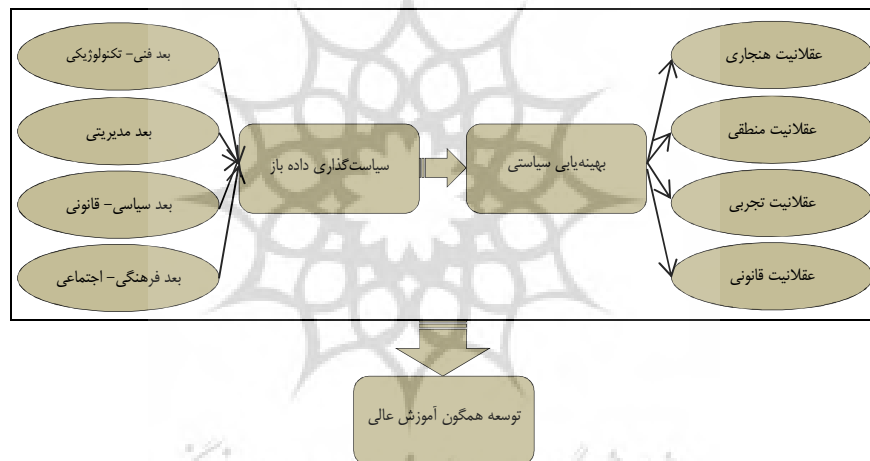 بعد فنی- تکنولوژیکی
بعد مدیریتی
بعد سیاسی- قانونی
بعد فرهنگی- اجتماعی
سیاست‌گذاری داده باز
بهینه‌یابی سیاستی
عقلانیت هنجاری
عقلانیت منطقی
عقلانیت تجربی
عقلانیت قانونی
توسعه همگون آموزش عالی